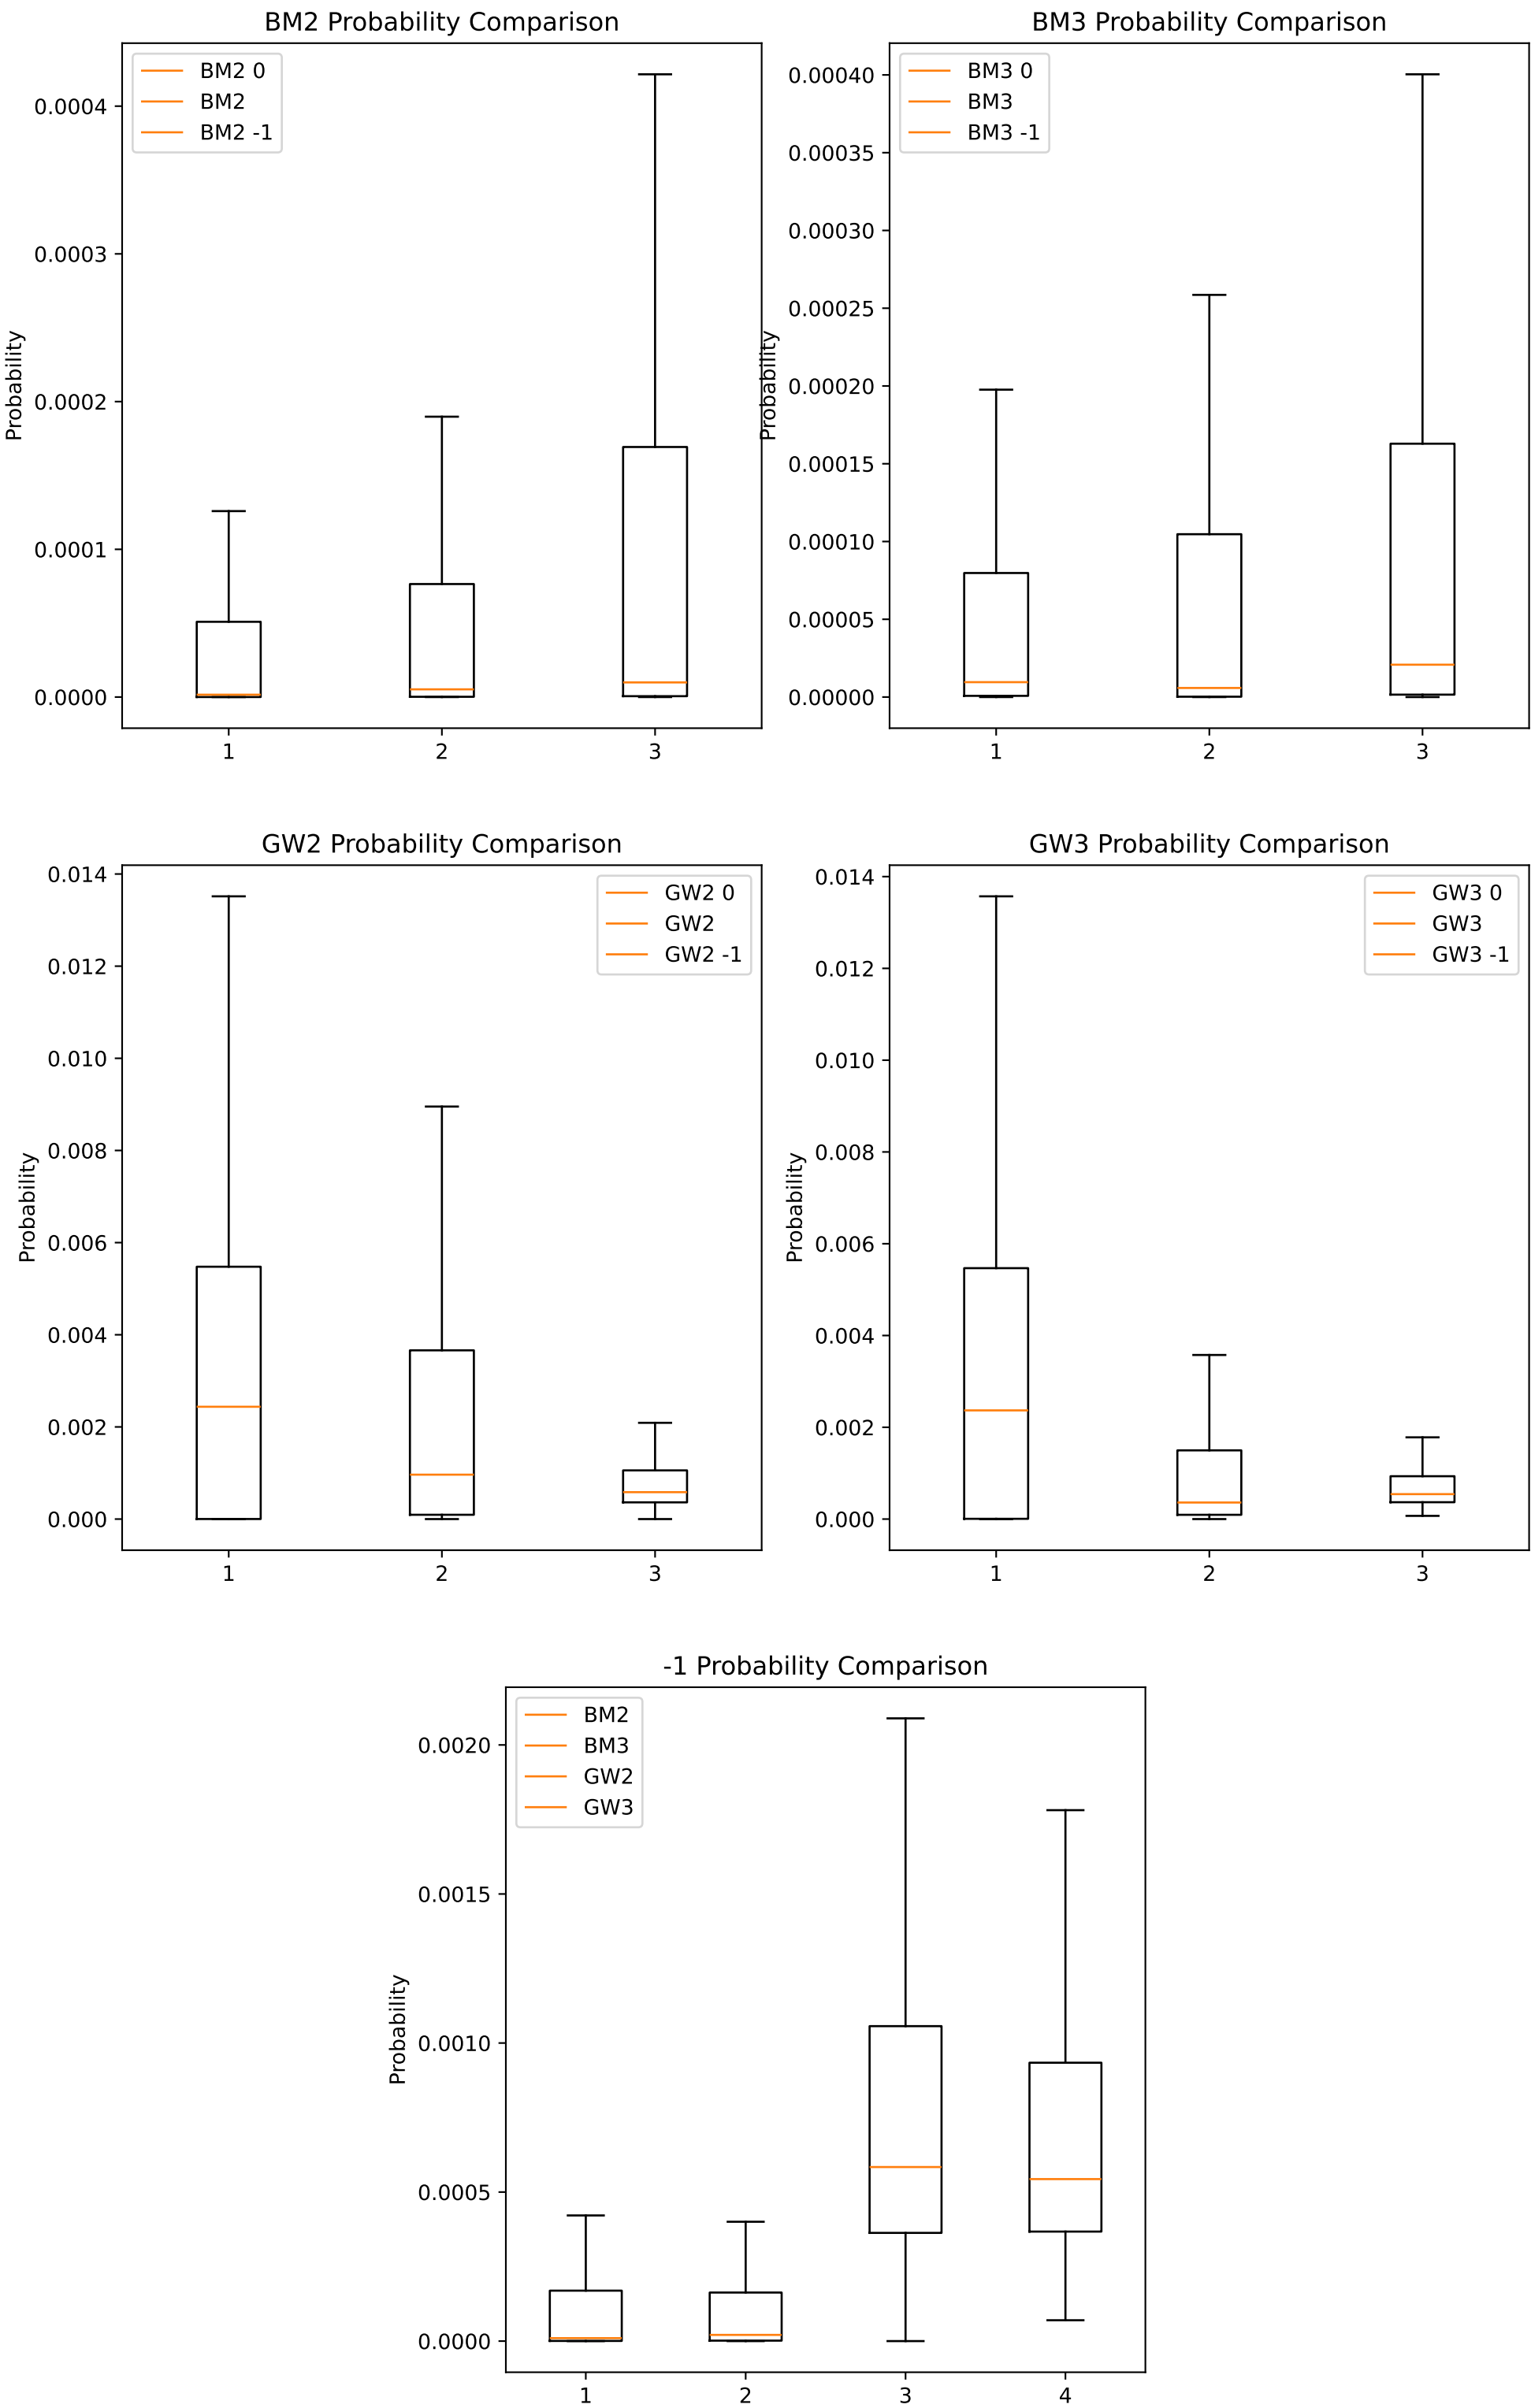 BM2 Probability Comparison
BM2 0
BM2
BM2 -1
0.0004
0.0003
0.0002
0.0001
0.0000
Probability
1 2 3
BM3 Probability Comparison
BM3 0
BM3
BM3 -1
0.00040
0.00035
0.00030
0.00025
0.00020
0.00015
0.00010
0.00005
0.00000
Probability
1 2 3
GW2 Probability Comparison
GW2 0
GW2
GW2 -1
0.014
0.012
0.010
0.008
0.006
0.004
0.002
0.000
Probability
1 2 3
GW3 Probability Comparison
GW3 0
GW3
GW3 -1
0.014
0.012
0.010
0.008
0.006
0.004
0.002
0.000
Probability
1 2 3
-1 Probability Comparison
BM2
BM3
GW2
GW3
0.0020
0.0015
0.0010
0.0005
0.0000
Probability
1 2 3 4